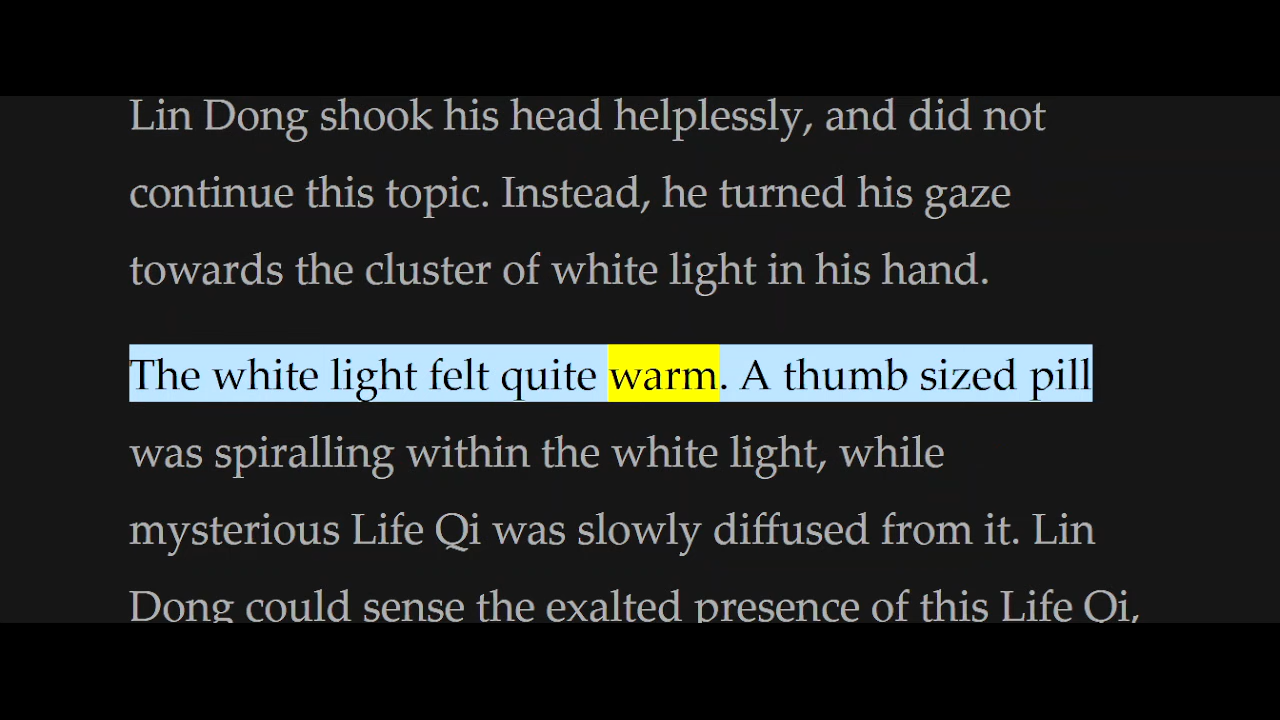 Lin Dong shook his head helplessly, and did not
continue this topic. Instead, he turned his gaze
towards the cluster of white light in his hand.
The white light felt quite warm. A thumb sized pill
was spiralling within the white light, while
mysterious Life Qi was slowly diffused from it. Lin
Dong could sense the exalted presence of this Life Qi,